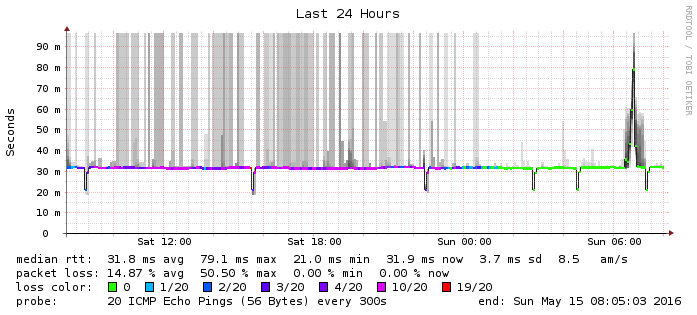 Last 24 Hours
RRDTOOL / TOBI OETIKER
Seconds
90 m
80 m
70 m
60 m
50 m
40 m
30 m
20 m
10 m
0
Sat 12:00 Sat 18:00 Sun 00:00 Sun 06:00
median rtt: 31.8 ms avg 79.1 ms max 21.0 ms min 31.9 ms now 3.7 ms sd 8.5 am/s
packet loss: 14.87 % avg 50.50 % max 0.00 % min 0.00 % now
loss color: 0 1/20 2/20 3/20 4/20 10/20 19/20
probe: 20 ICMP Echo Pings (56 Bytes) every 300s end: Sun May 15 08:05:03 2016